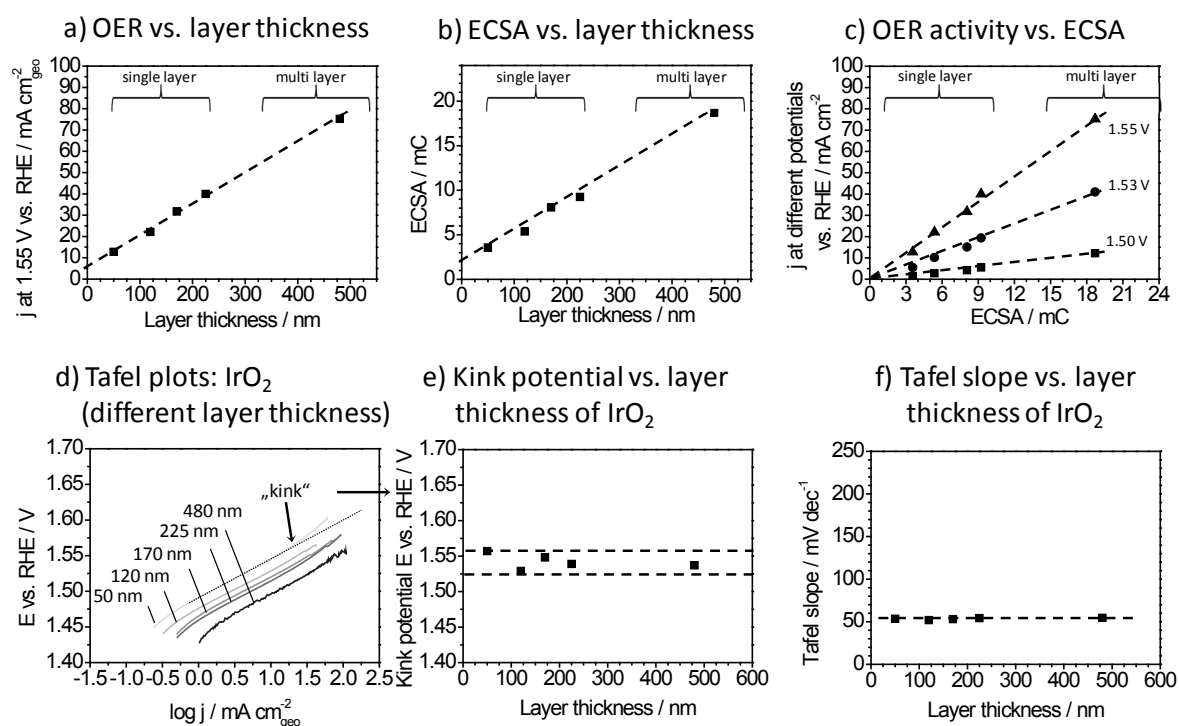 a) OER vs. layer thickness
j at 1.55 V vs. RHE / mA cm⁻²geo
100
90
80
70
60
50
40
30
20
10
0
single layer
multi layer
0 100 200 300 400 500
Layer thickness / nm
b) ECSA vs. layer thickness
ECSA / mC
20
15
10
5
0
single layer
multi layer
0 100 200 300 400 500
Layer thickness / nm
c) OER activity vs. ECSA
j at different potentials
vs. RHE / mA cm⁻²
100
90
80
70
60
50
40
30
20
10
0
single layer
multi layer
1.55 V
1.53 V
1.50 V
0 3 6 9 12 15 18 21 24
ECSA / mC
d) Tafel plots: IrO₂
(different layer thickness)
E vs. RHE / V
1.70
1.65
1.60
1.55
1.50
1.45
1.40
„kink“
480 nm
225 nm
170 nm
120 nm
50 nm
-1.5 -1.0 -0.5 0.0 0.5 1.0 1.5 2.0 2.5
log j / mA cm⁻²geo
e) Kink potential vs. layer
thickness of IrO₂
Kink potential E vs. RHE / V
1.70
1.65
1.60
1.55
1.50
1.45
1.40
0 100 200 300 400 500 600
Layer thickness / nm
f) Tafel slope vs. layer
thickness of IrO₂
Tafel slope / mV dec⁻¹
250
200
150
100
50
0
0 100 200 300 400 500 600
Layer thickness / nm